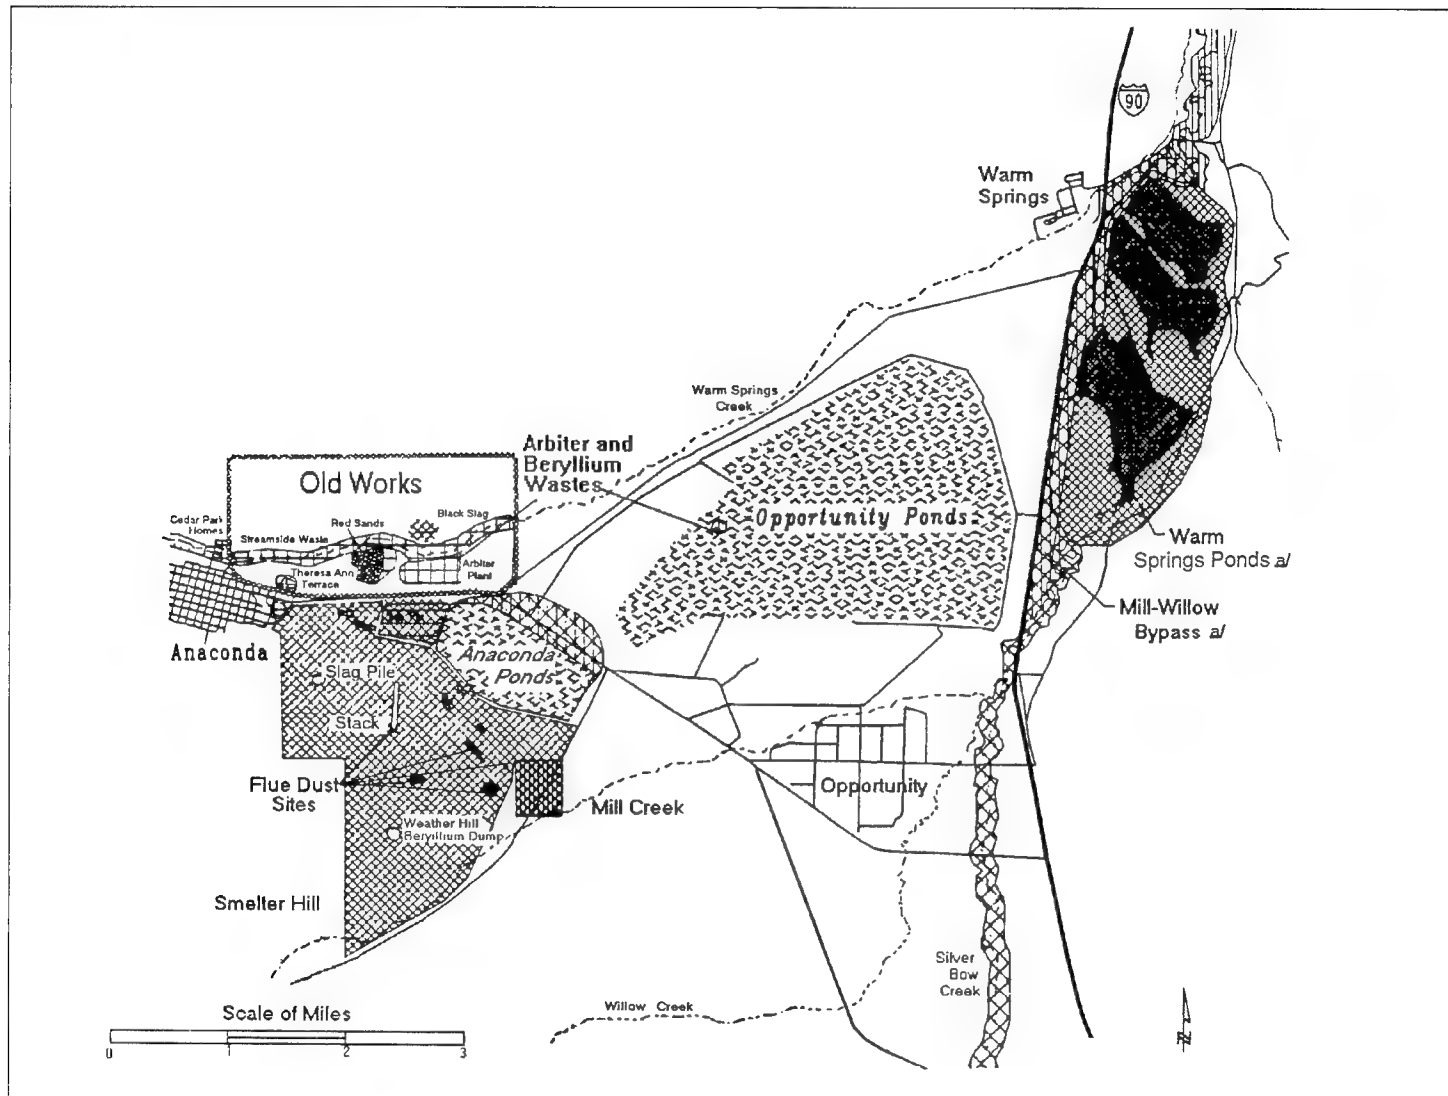 90
Warm
Springs
Warm Springs
Creek
Arbiter and
Beryllium
Wastes
Old Works
Cedar Park
Homes
Streamside Waste
Red Sands
Black Slag
Theresa Ann
Terrace
Arbiter
Plant
Opportunity Ponds
Warm
Springs Ponds a/
Mill-Willow
Bypass a/
Anaconda
Anaconda
Ponds
Slag Pile
Stack
Flue Dust
Sites
Mill Creek
Opportunity
Weather Hill
Beryllium Dump
Smelter Hill
Silver
Bow
Creek
Willow Creek
Scale of Miles
0 1 2 3
N